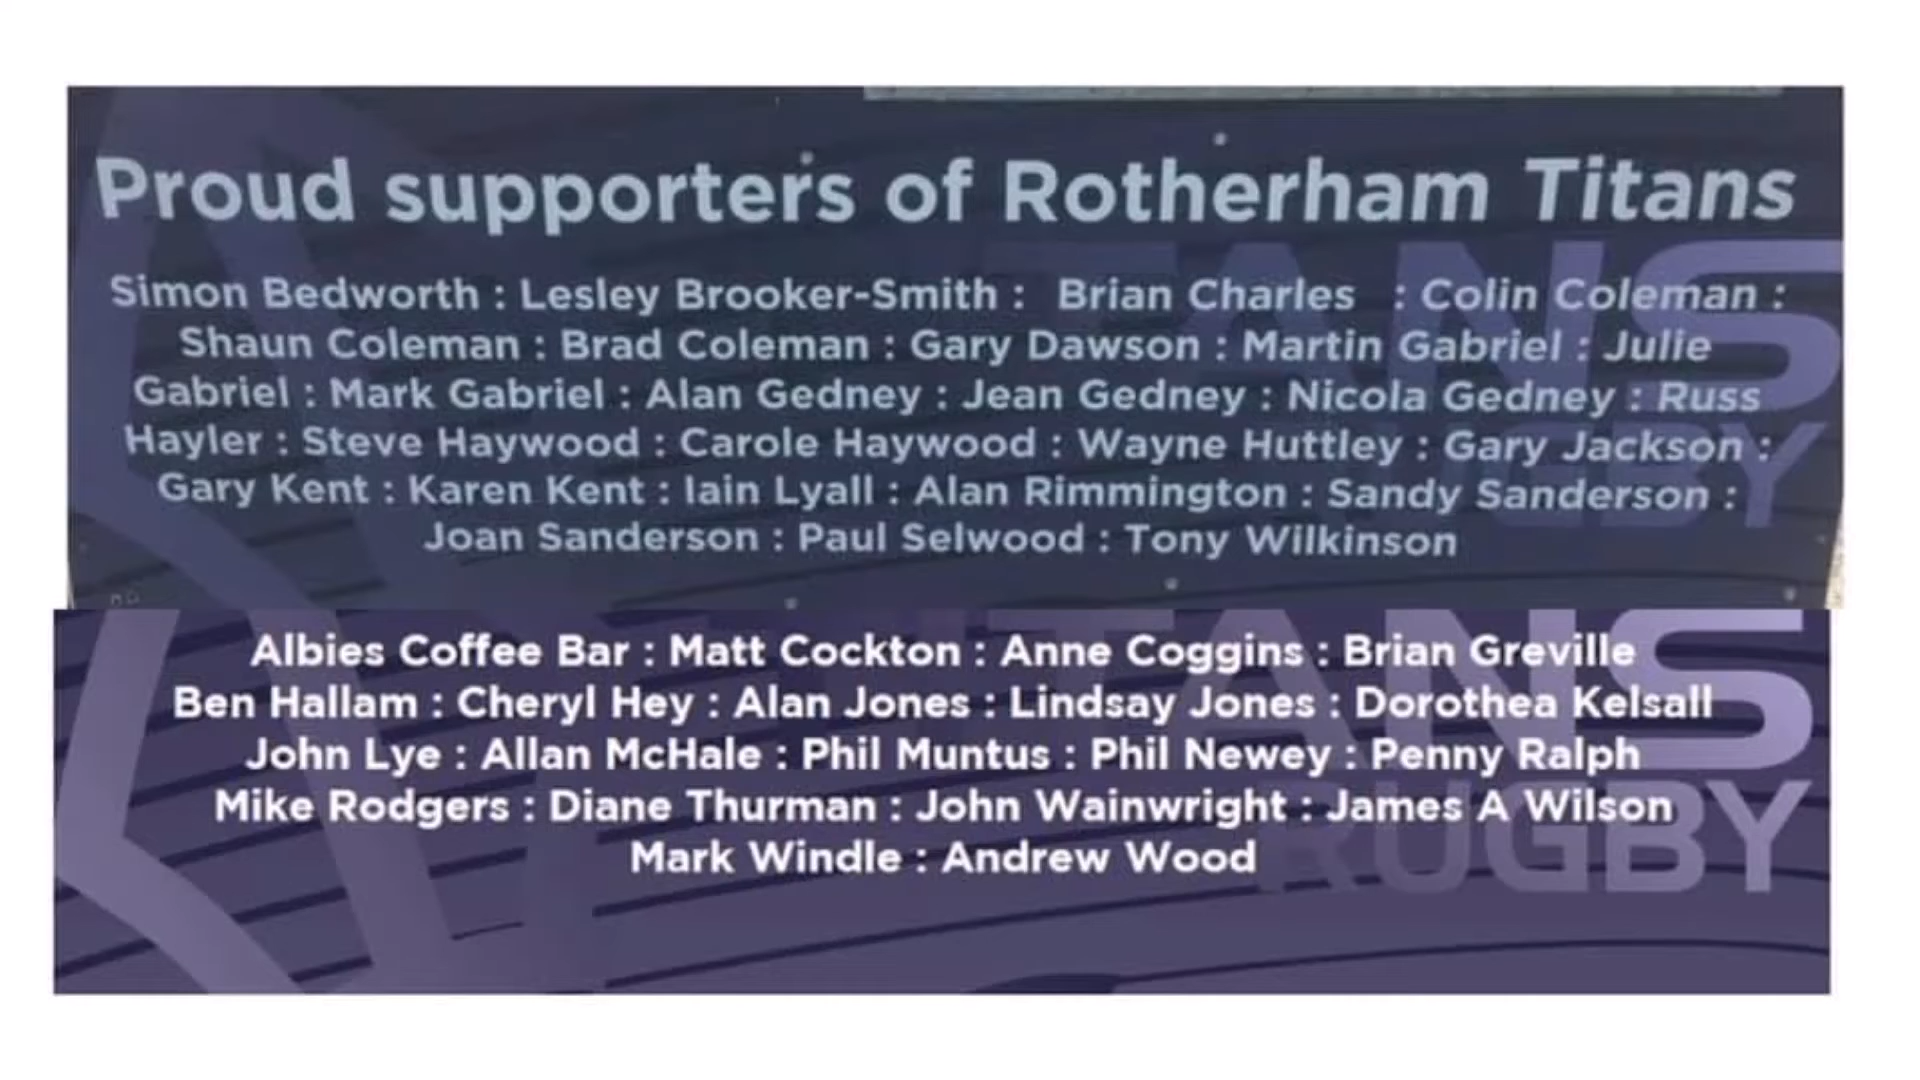 Proud supporters of Rotherham Titans
Simon Bedworth : Lesley Brooker-Smith : Brian Charles : Colin Coleman :
Shaun Coleman : Brad Coleman : Gary Dawson : Martin Gabriel : Julie
Gabriel : Mark Gabriel : Alan Gedney : Jean Gedney : Nicola Gedney : Russ
Hayler : Steve Haywood : Carole Haywood : Wayne Huttley : Gary Jackson :
Gary Kent : Karen Kent : Iain Lyall : Alan Rimmington : Sandy Sanderson :
Joan Sanderson : Paul Selwood : Tony Wilkinson
TANS
RUGBY
Albies Coffee Bar : Matt Cockton : Anne Coggins : Brian Greville
Ben Hallam : Cheryl Hey : Alan Jones : Lindsay Jones : Dorothea Kelsall
John Lye : Allan McHale : Phil Muntus : Phil Newey : Penny Ralph
Mike Rodgers : Diane Thurman : John Wainwright : James A Wilson
Mark Windle : Andrew Wood
TANS
RUGBY